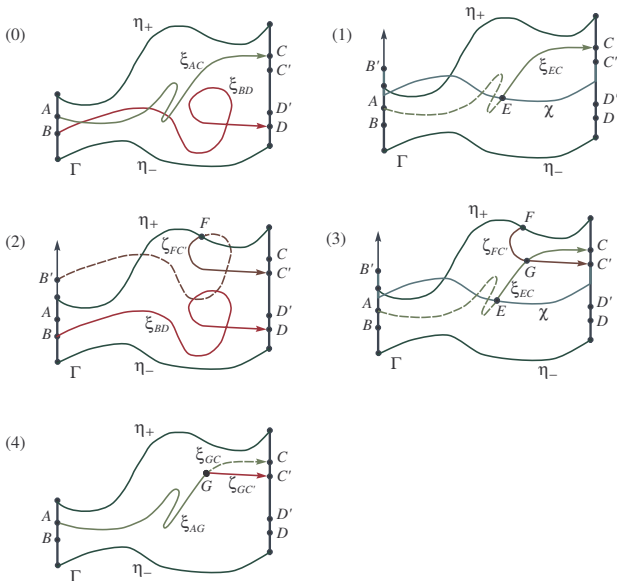 (0) η+ ξAC C C' ξBD A B D' D Γ η−
(1) η+ B' ξEC C C' A B E χ D' D Γ η−
(2) η+ F ζFC' C C' B' A B ξBD D' D Γ η−
(3) η+ F ζFC' G C C' B' ξEC A B E χ D' D Γ η−
(4) η+ ξGC C C' G ζGC' A B ξAG D' D Γ η−